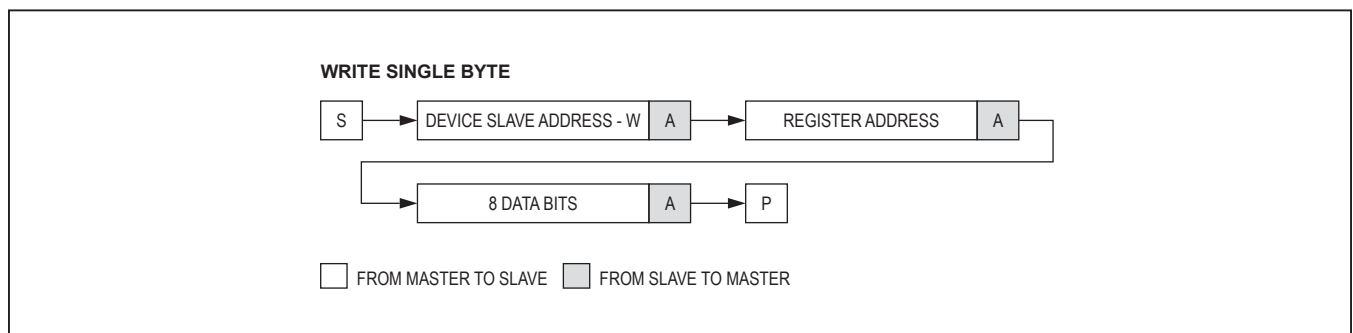 WRITE SINGLE BYTE
S DEVICE SLAVE ADDRESS - W A REGISTER ADDRESS A
8 DATA BITS A P
FROM MASTER TO SLAVE FROM SLAVE TO MASTER